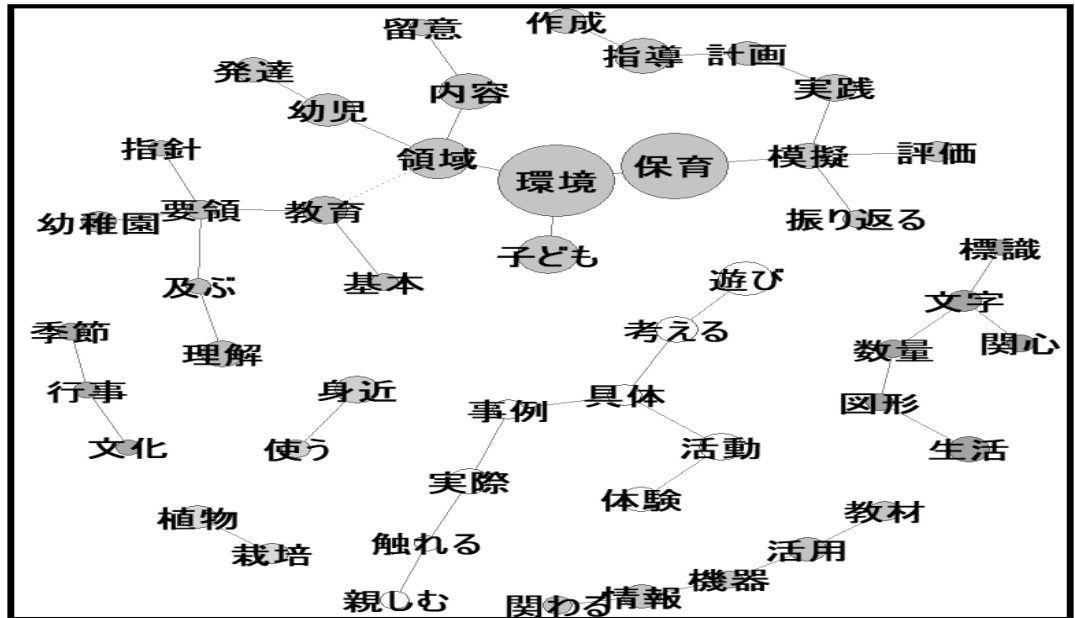 作成
留意
指導
計画
発達
内容
実践
幼児
指針
領域
環境
保育
模擬
評価
幼稚園
要領
教育
振り返る
子ども
標識
及ぶ
基本
遊び
文字
季節
理解
考える
数量
関心
行事
身近
事例
具体
図形
文化
使う
活動
生活
実際
体験
植物
教材
栽培
触れる
活用
機器
親しむ
関わる
情報